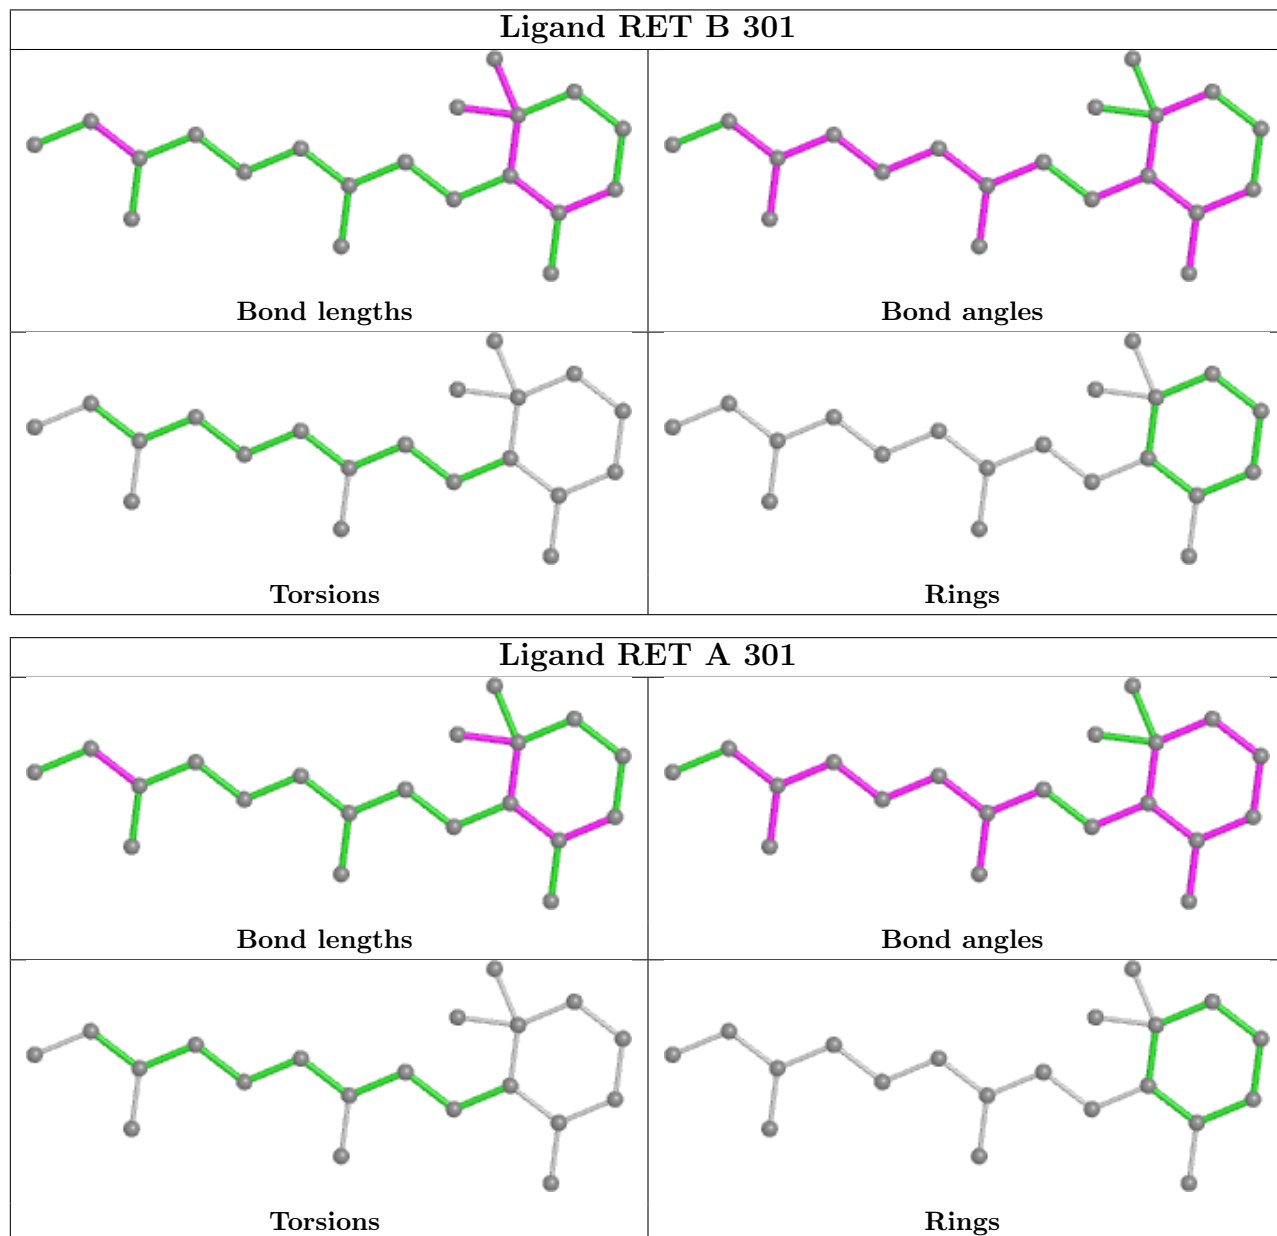 Ligand RET B 301
Bond lengths
Bond angles
Torsions
Rings
Ligand RET A 301
Bond lengths
Bond angles
Torsions
Rings